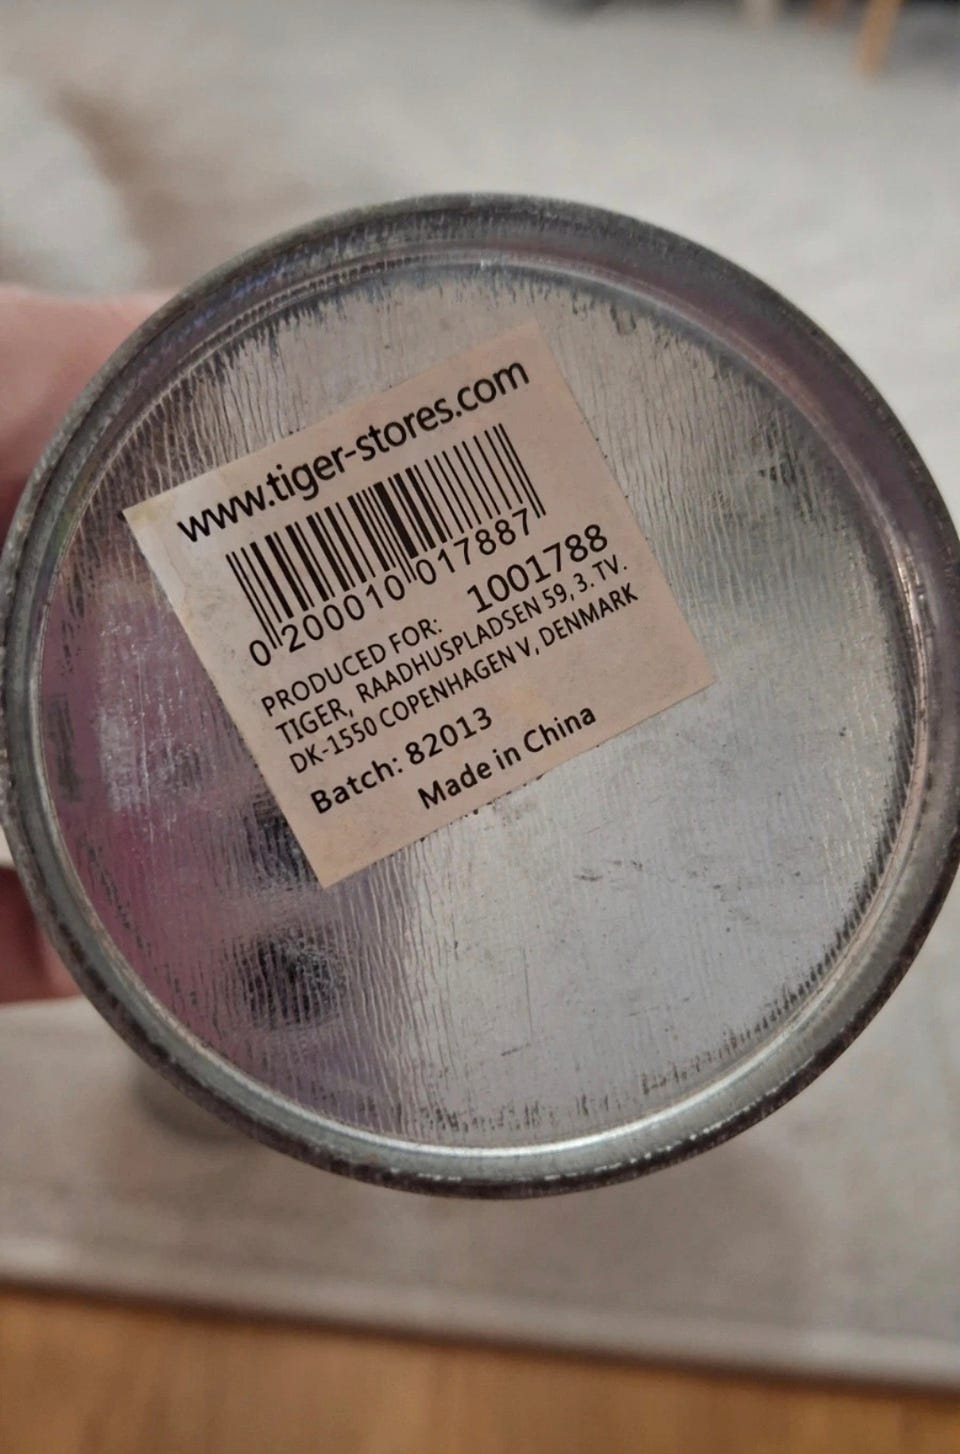 www.tiger-stores.com
0 200010 017887
PRODUCED FOR: 1001788
TIGER, RAADHUSPLADSEN 59, 3. TV.
DK-1550 COPENHAGEN V, DENMARK
Batch: 82013
Made in China